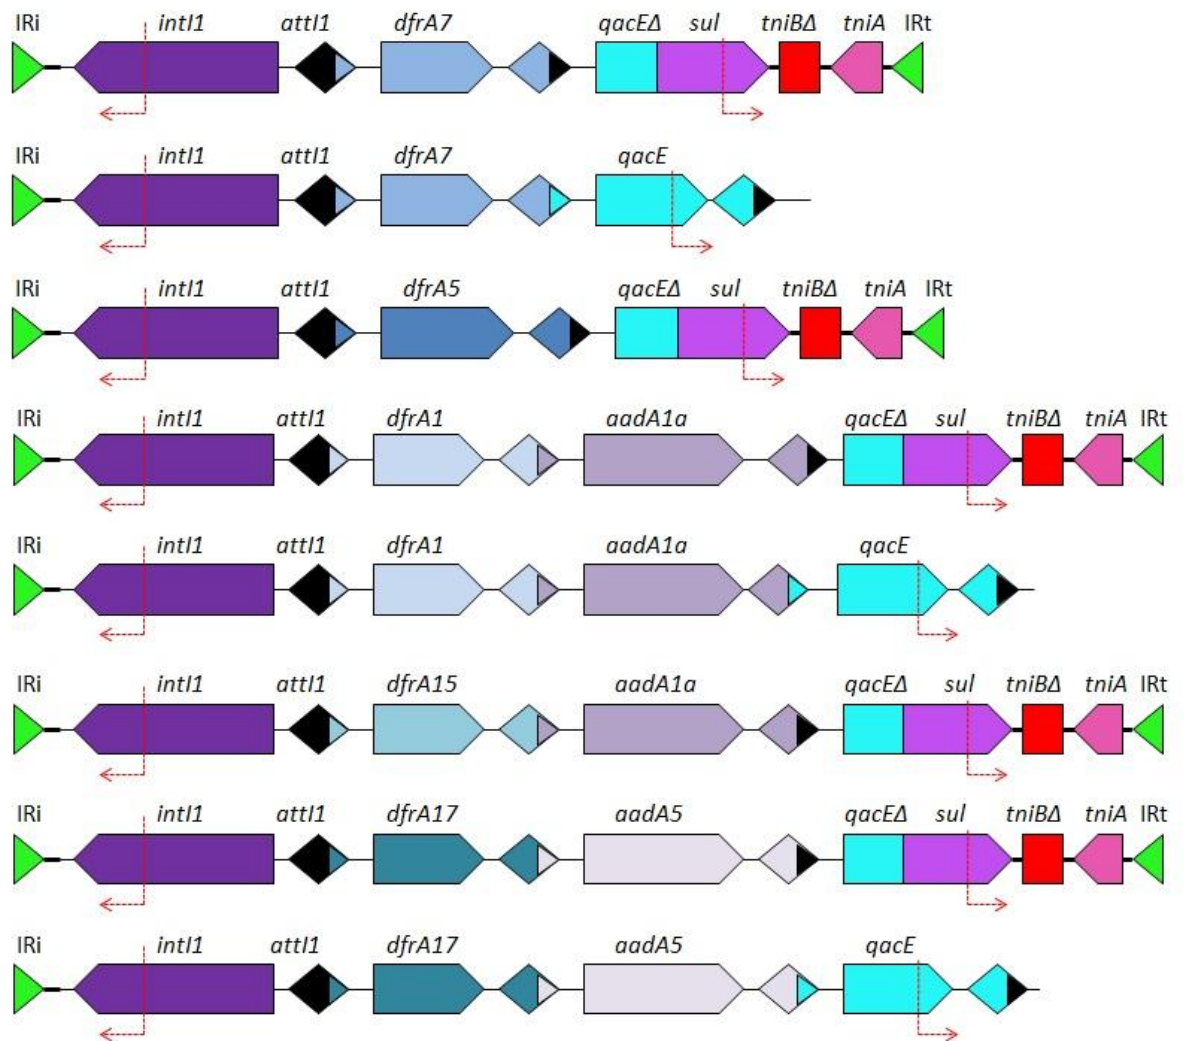 IRi intI1 attI1 dfrA7 qacEΔ sul tniBΔ tniA IRt
IRi intI1 attI1 dfrA7 qacE
IRi intI1 attI1 dfrA5 qacEΔ sul tniBΔ tniA IRt
IRi intI1 attI1 dfrA1 aadA1a qacEΔ sul tniBΔ tniA IRt
IRi intI1 attI1 dfrA1 aadA1a qacE
IRi intI1 attI1 dfrA15 aadA1a qacEΔ sul tniBΔ tniA IRt
IRi intI1 attI1 dfrA17 aadA5 qacEΔ sul tniBΔ tniA IRt
IRi intI1 attI1 dfrA17 aadA5 qacE